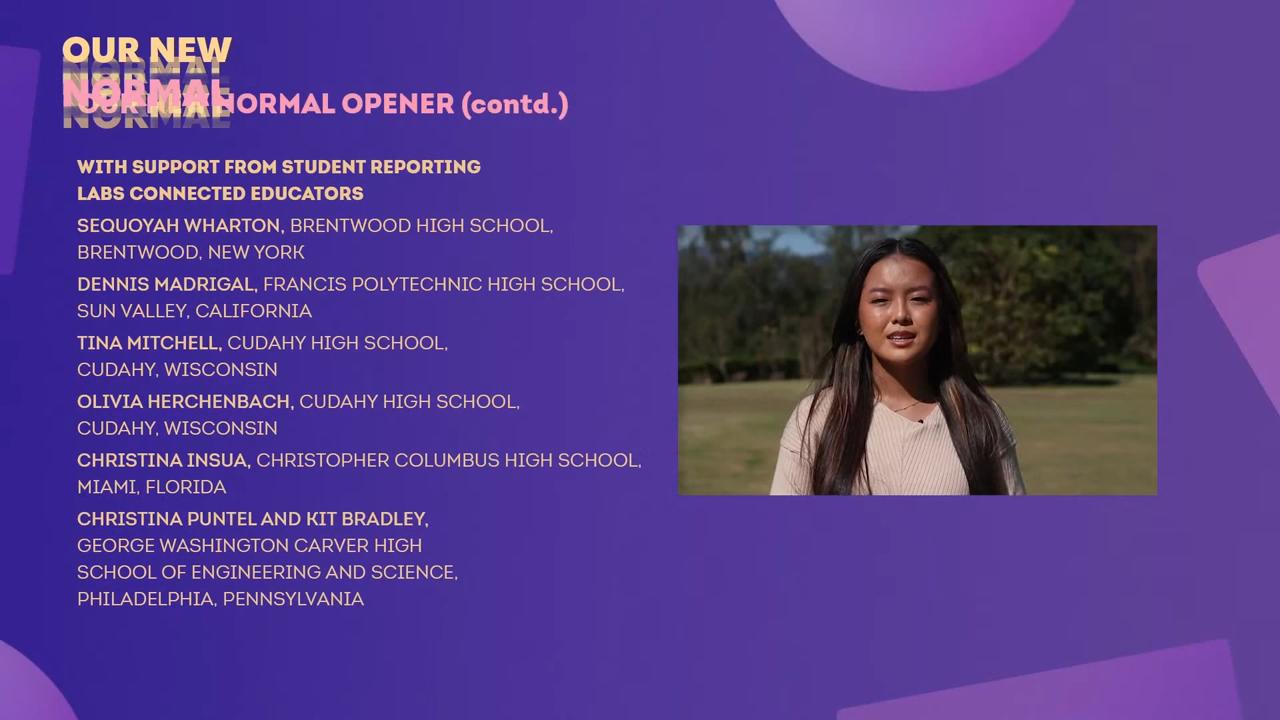 OUR NEW
NORMAL
NORMAL
NORMAL
NORMAL OPENER (contd.)
WITH SUPPORT FROM STUDENT REPORTING
LABS CONNECTED EDUCATORS
SEQUOYAH WHARTON, BRENTWOOD HIGH SCHOOL,
BRENTWOOD, NEW YORK
DENNIS MADRIGAL, FRANCIS POLYTECHNIC HIGH SCHOOL,
SUN VALLEY, CALIFORNIA
TINA MITCHELL, CUDAHY HIGH SCHOOL,
CUDAHY, WISCONSIN
OLIVIA HERCHENBACH, CUDAHY HIGH SCHOOL,
CUDAHY, WISCONSIN
CHRISTINA INSUA, CHRISTOPHER COLUMBUS HIGH SCHOOL,
MIAMI, FLORIDA
CHRISTINA PUNTEL AND KIT BRADLEY,
GEORGE WASHINGTON CARVER HIGH
SCHOOL OF ENGINEERING AND SCIENCE,
PHILADELPHIA, PENNSYLVANIA